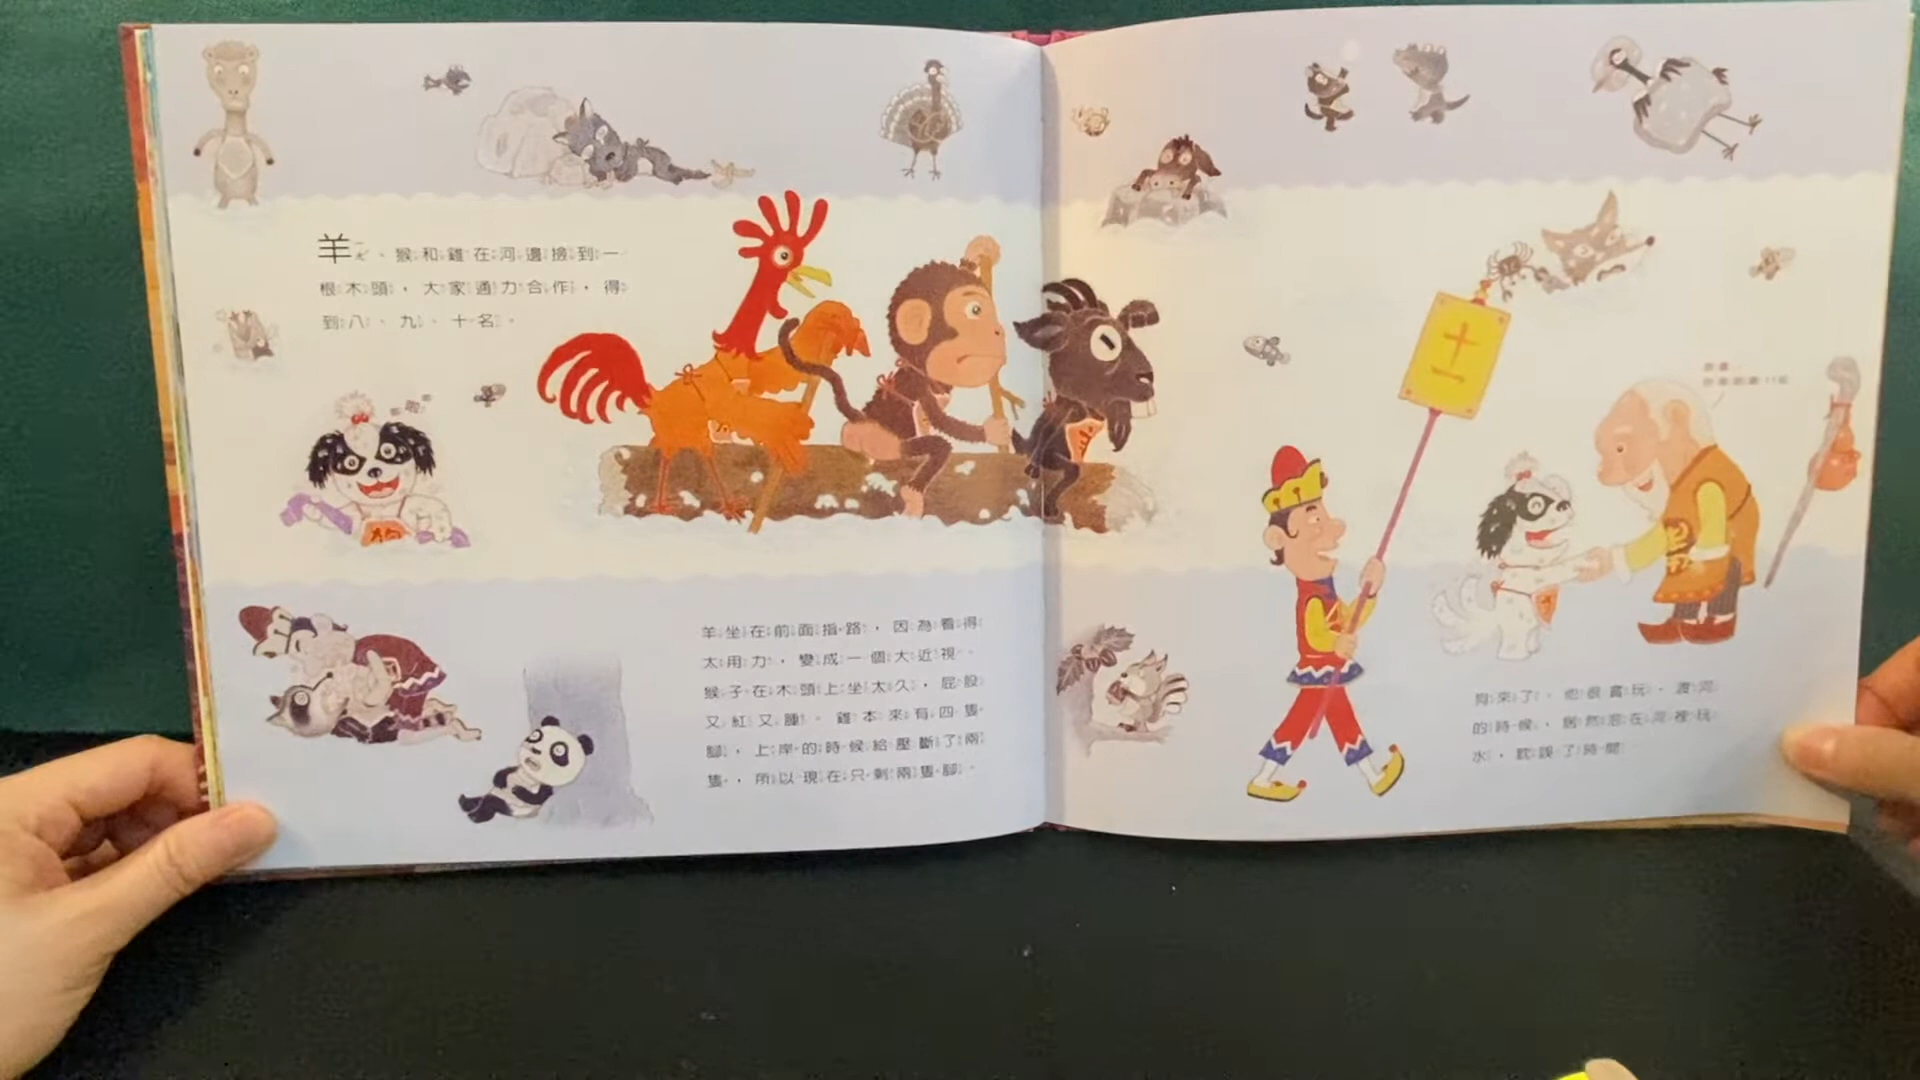 羊、猴和雞在河邊撿到一
根木頭，大家通力合作，得
到八、九、十名。
狗
羊坐在前面指路，因為看得
太用力，變成一個大近視。
猴子在木頭上坐太久，屁股
又紅又腫。雞本來有四隻
腳，上岸的時候給壓斷了兩
隻，所以現在只剩兩隻腳。
十一
狗來了。他很貪玩，渡河
的時候，居然泡在河裡玩
水，耽誤了時間。